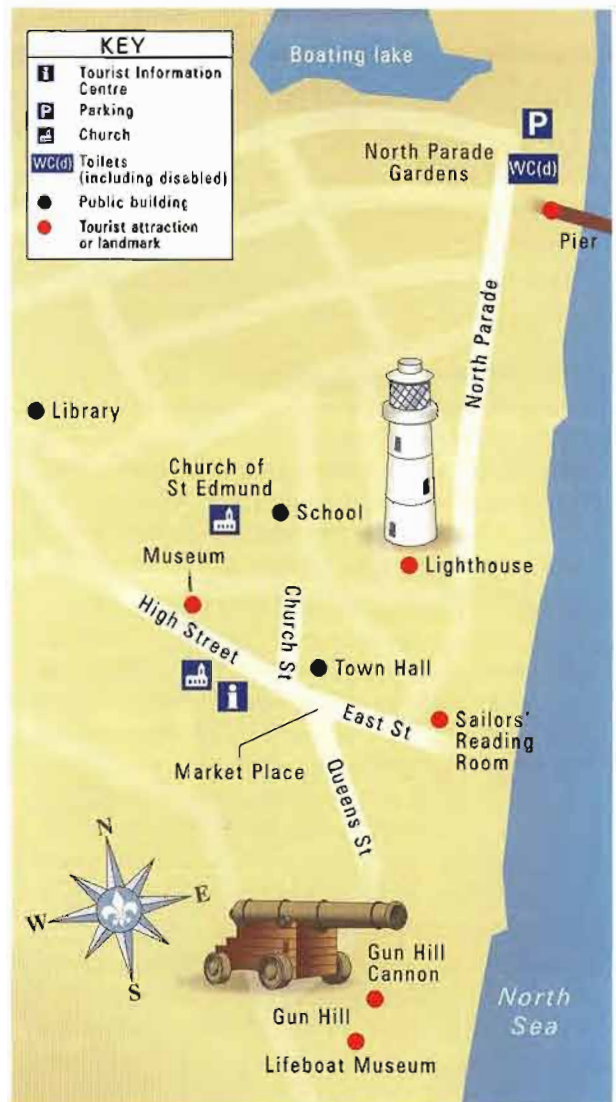 KEY
i Tourist Information
Centre
P Parking
Church
WC(d) Toilets
(including disabled)
Public building
Tourist attraction
or landmark
Boating lake
P
North Parade
Gardens
WC(d)
Pier
North Parade
Library
Church of
St Edmund
School
Museum
Lighthouse
High Street
Church St
Town Hall
i
East St
Sailors'
Reading
Room
Market Place
Queens St
N
W
E
S
Gun Hill
Cannon
Gun Hill
Lifeboat Museum
North
Sea